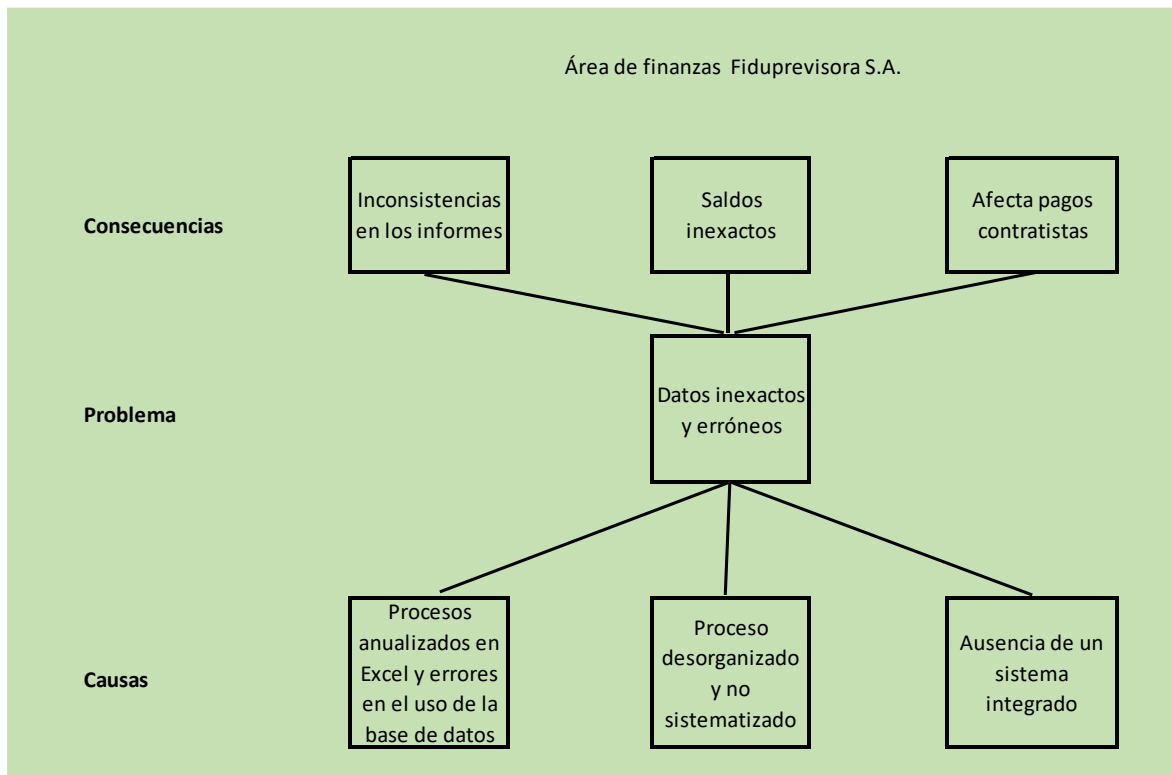 Área de finanzas Fiduprevisora S.A.
Consecuencias
Inconsistencias
en los informes
Saldos
inexactos
Afecta pagos
contratistas
Problema
Datos inexactos
y erróneos
Causas
Procesos
anualizados en
Excel y errores
en el uso de la
base de datos
Proceso
desorganizado
y no
sistematizado
Ausencia de un
sistema
integrado